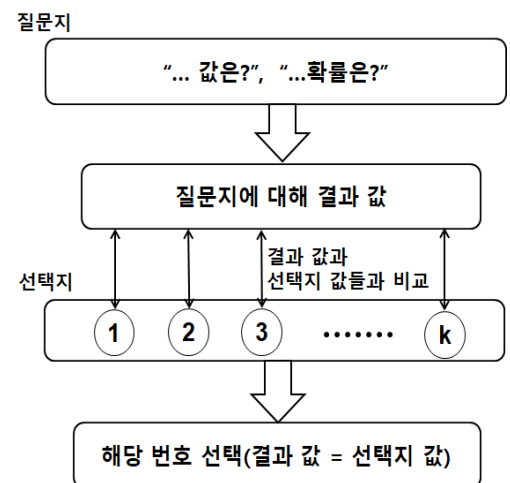 질문지
“... 값은?”, “...확률은?”
질문지에 대해 결과 값
결과 값과
선택지 값들과 비교
선택지
1 2 3 ······· k
해당 번호 선택(결과 값 = 선택지 값)